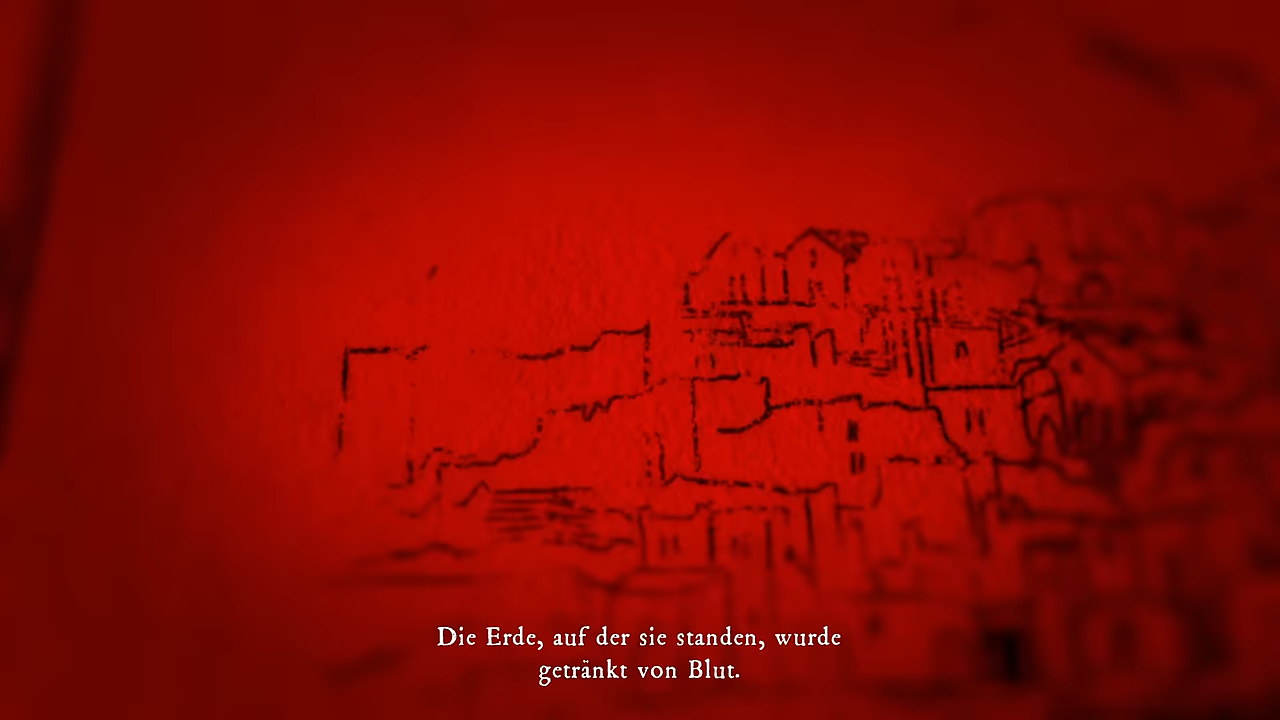 Die Erde, auf der sie standen, wurde
getränkt von Blut.